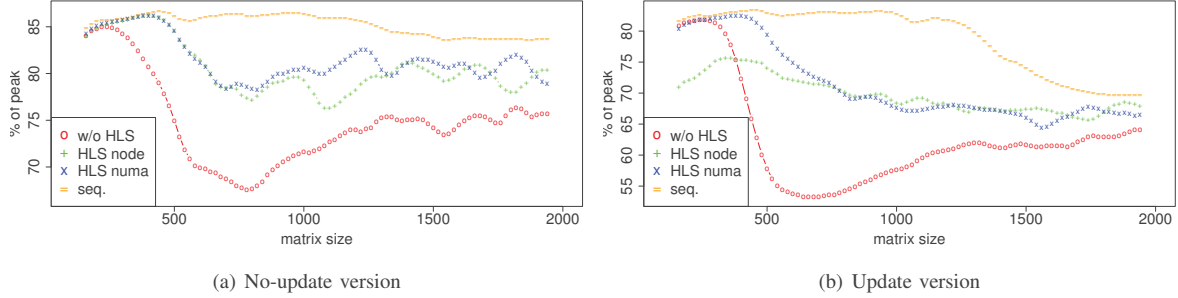 % of peak
85
80
75
70
w/o HLS
HLS node
HLS numa
seq.
500
1000
1500
2000
matrix size
(a) No-update version
% of peak
80
75
70
65
60
55
w/o HLS
HLS node
HLS numa
seq.
500
1000
1500
2000
matrix size
(b) Update version